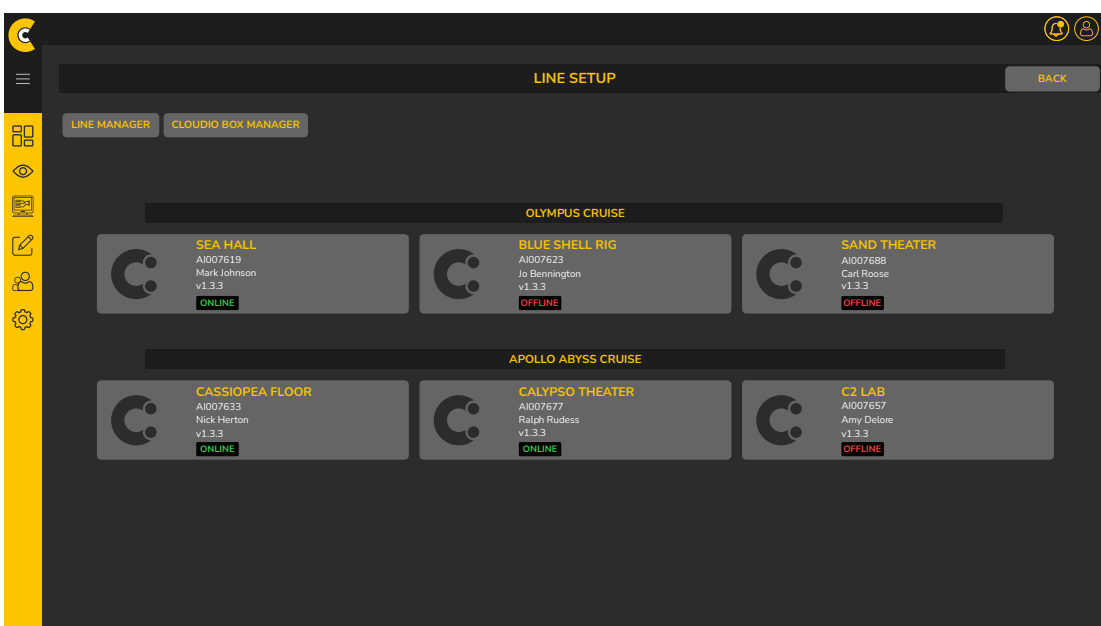 LINE SETUP
BACK
LINE MANAGER
CLOUDIO BOX MANAGER
OLYMPUS CRUISE
SEA HALL
AI007619
Mark Johnson
v1.3.3
ONLINE
BLUE SHELL RIG
AI007623
Jo Bennington
v1.3.3
OFFLINE
SAND THEATER
AI007688
Carl Roose
v1.3.3
OFFLINE
APOLLO ABYSS CRUISE
CASSIOPEA FLOOR
AI007633
Nick Herton
v1.3.3
ONLINE
CALYPSO THEATER
AI007677
Ralph Rudess
v1.3.3
ONLINE
C2 LAB
AI007657
Amy Delore
v1.3.3
OFFLINE